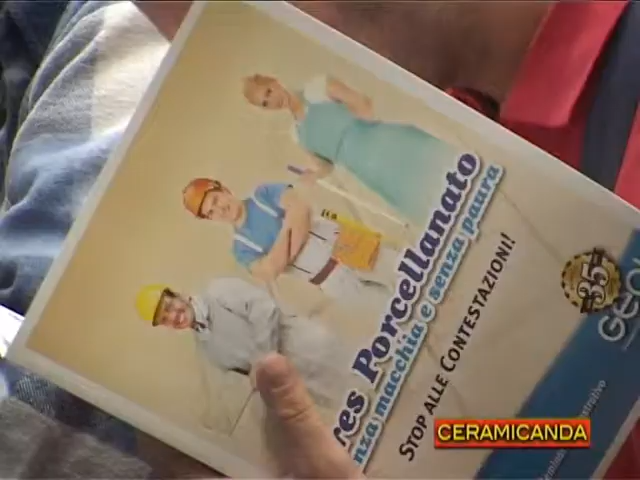 res Porcellanato
nza macchia e senza paura
STOP ALLE CONTESTAZIONI!
35
GEO
CERAMICANDA